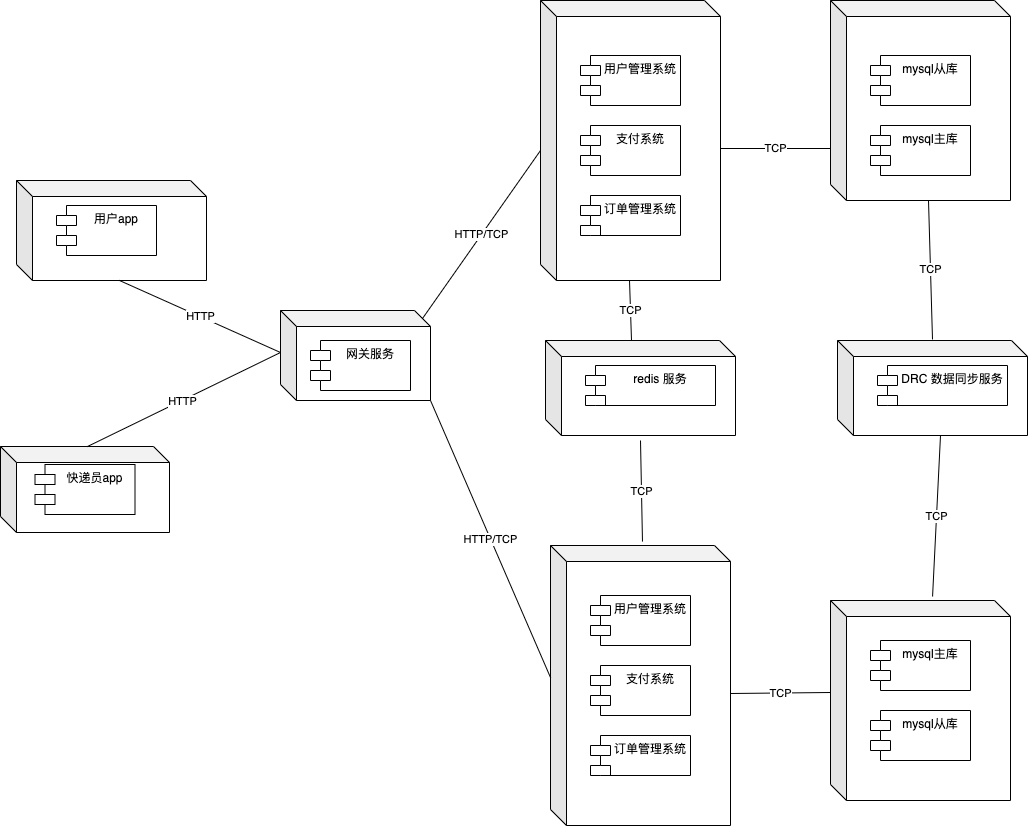 用户管理系统
支付系统
订单管理系统
mysql从库
mysql主库
TCP
用户app
HTTP/TCP
HTTP
TCP
TCP
网关服务
redis 服务
DRC 数据同步服务
HTTP
快递员app
TCP
TCP
HTTP/TCP
用户管理系统
支付系统
订单管理系统
TCP
mysql主库
mysql从库